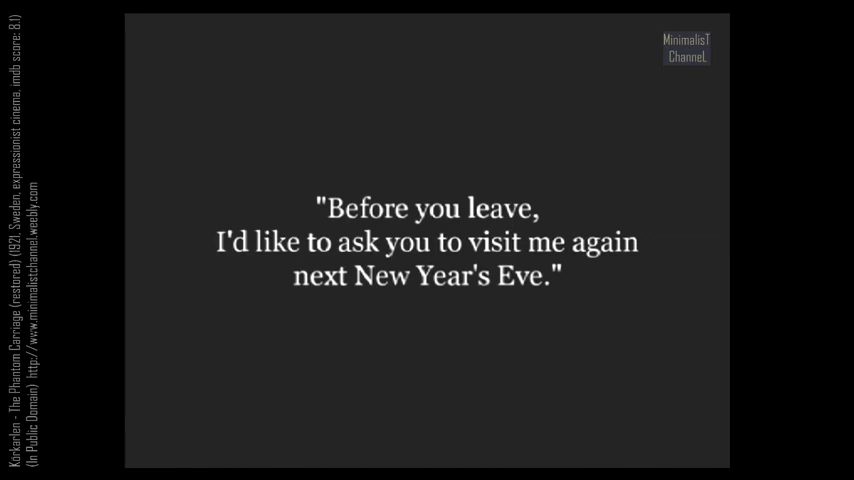 MinimalisT
ChanneL
"Before you leave,
I'd like to ask you to visit me again
next New Year's Eve."
Körkarlen - The Phantom Carriage (restored) (1921, Sweden, expressionist cinema, imdb score: 8.1)
(In Public Domain) http://www.minimalistchannel.weebly.com